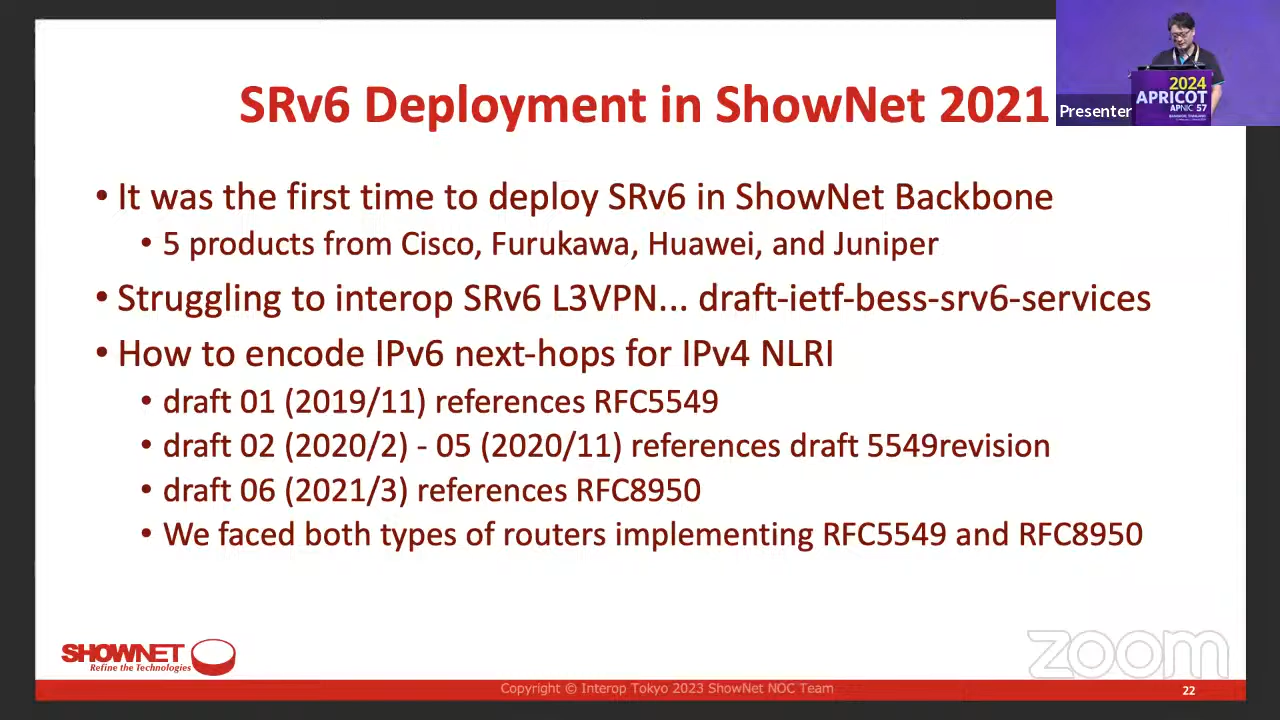 SRv6 Deployment in ShowNet 2021
• It was the first time to deploy SRv6 in ShowNet Backbone
• 5 products from Cisco, Furukawa, Huawei, and Juniper
• Struggling to interop SRv6 L3VPN... draft-ietf-bess-srv6-services
• How to encode IPv6 next-hops for IPv4 NLRI
• draft 01 (2019/11) references RFC5549
• draft 02 (2020/2) - 05 (2020/11) references draft 5549revision
• draft 06 (2021/3) references RFC8950
• We faced both types of routers implementing RFC5549 and RFC8950
SHOWNET
Refine the Technologies
Copyright © Interop Tokyo 2023 ShowNet NOC Team
22
zoom
Presenter
2024
APRICOT
APNIC 57